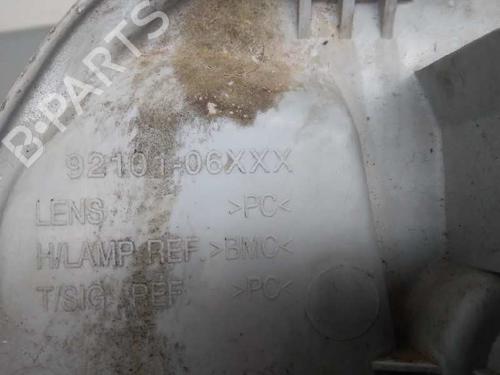 B-PARTS
92101-06XXX
LENS >PC<
H/LAMP REF. >BMC<
T/SIG REF. >PC<